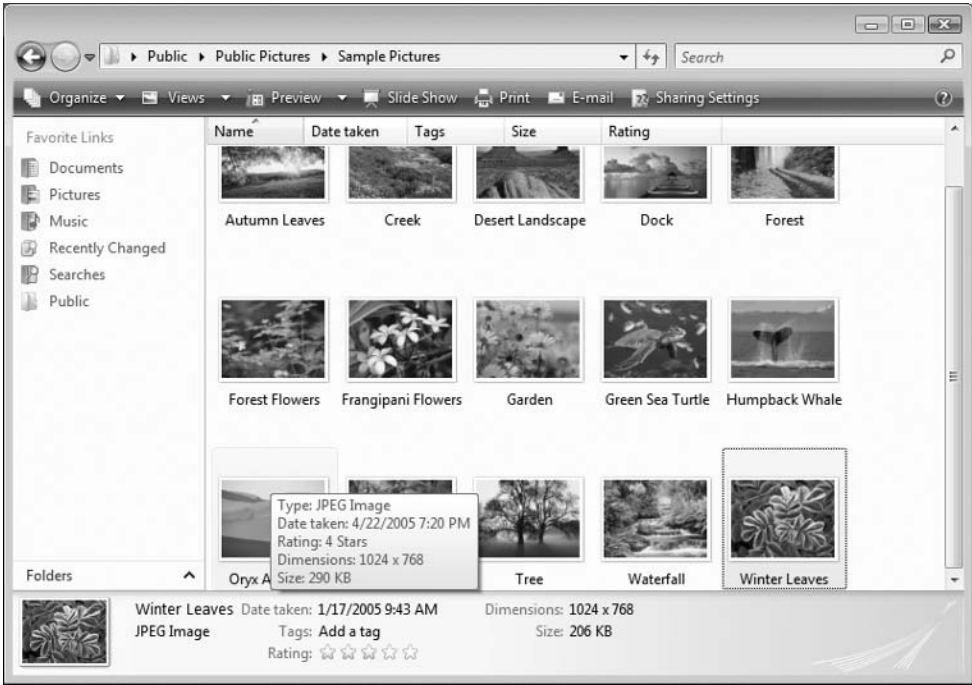 Public Public Pictures Sample Pictures Search
Organize Views Preview Slide Show Print E-mail Sharing Settings ?
Favorite Links
Documents
Pictures
Music
Recently Changed
Searches
Public
Folders
Name Date taken Tags Size Rating
Autumn Leaves Creek Desert Landscape Dock Forest
Forest Flowers Frangipani Flowers Garden Green Sea Turtle Humpback Whale
Oryx A Tree Waterfall Winter Leaves
Type: JPEG Image
Date taken: 4/22/2005 7:20 PM
Rating: 4 Stars
Dimensions: 1024 x 768
Size: 290 KB
Winter Leaves Date taken: 1/17/2005 9:43 AM Dimensions: 1024 x 768
JPEG Image Tags: Add a tag Size: 206 KB
Rating: